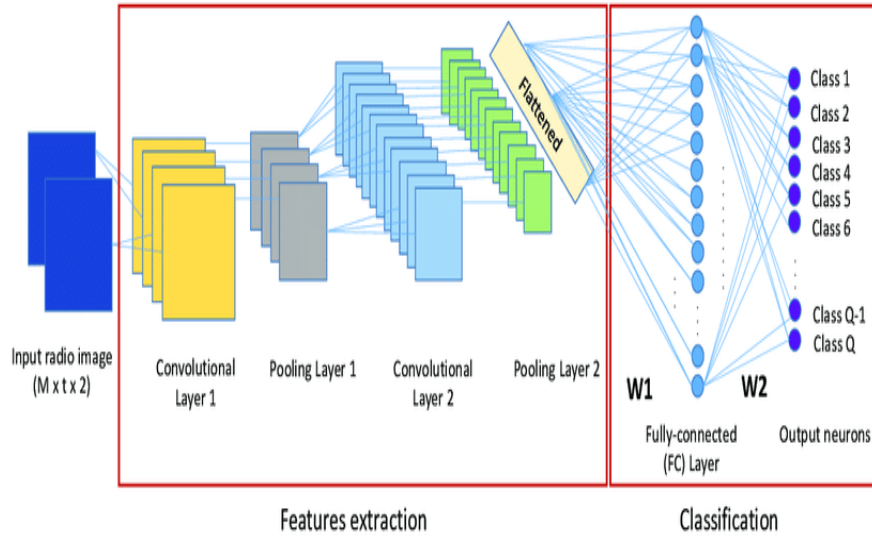 Flattened
Class 1
Class 2
Class 3
Class 4
Class 5
Class 6
Class Q-1
Class Q
Input radio image
(M x t x 2)
Convolutional
Layer 1
Pooling Layer 1
Convolutional
Layer 2
Pooling Layer 2
W1
W2
Fully-connected
(FC) Layer
Output neurons
Features extraction
Classification